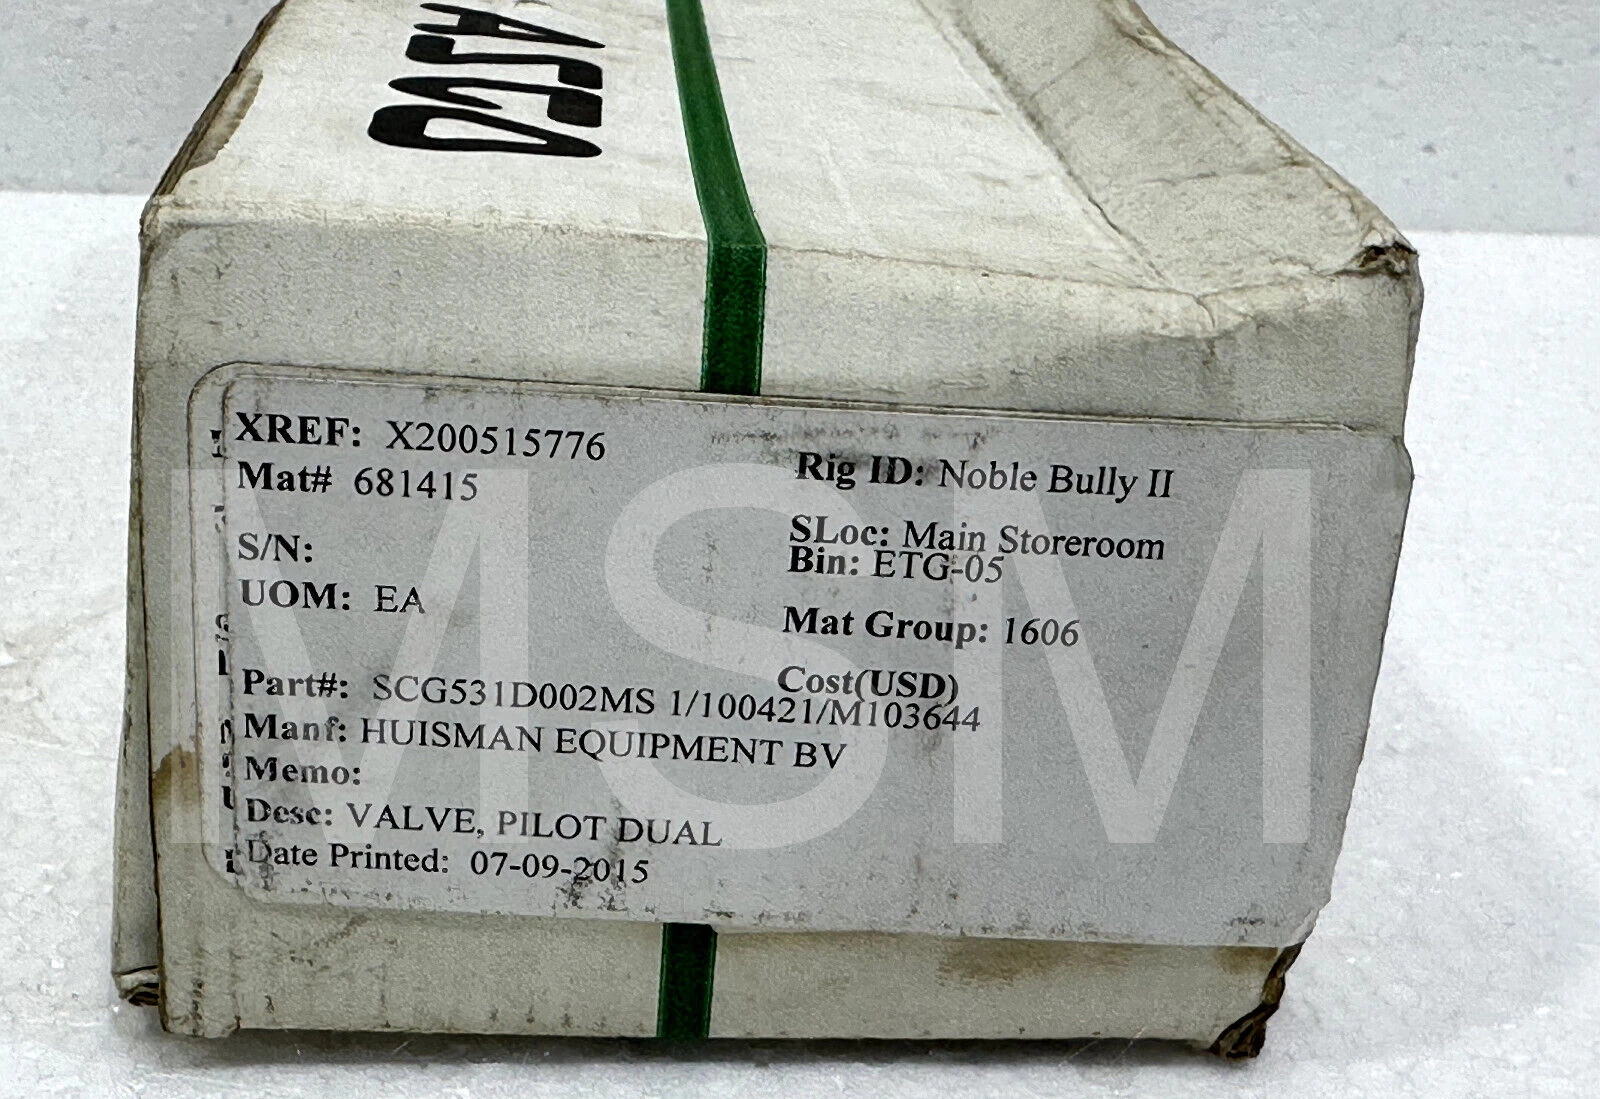 ASCO
XREF: X200515776
Mat# 681415
S/N:
UOM: EA
Rig ID: Noble Bully II
SLoc: Main Storeroom
Bin: ETG-05
Mat Group: 1606
Cost(USD)
Part#: SCG531D002MS 1/100421/M103644
Manf: HUISMAN EQUIPMENT BV
Memo:
Desc: VALVE, PILOT DUAL
Date Printed: 07-09-2015
MSM